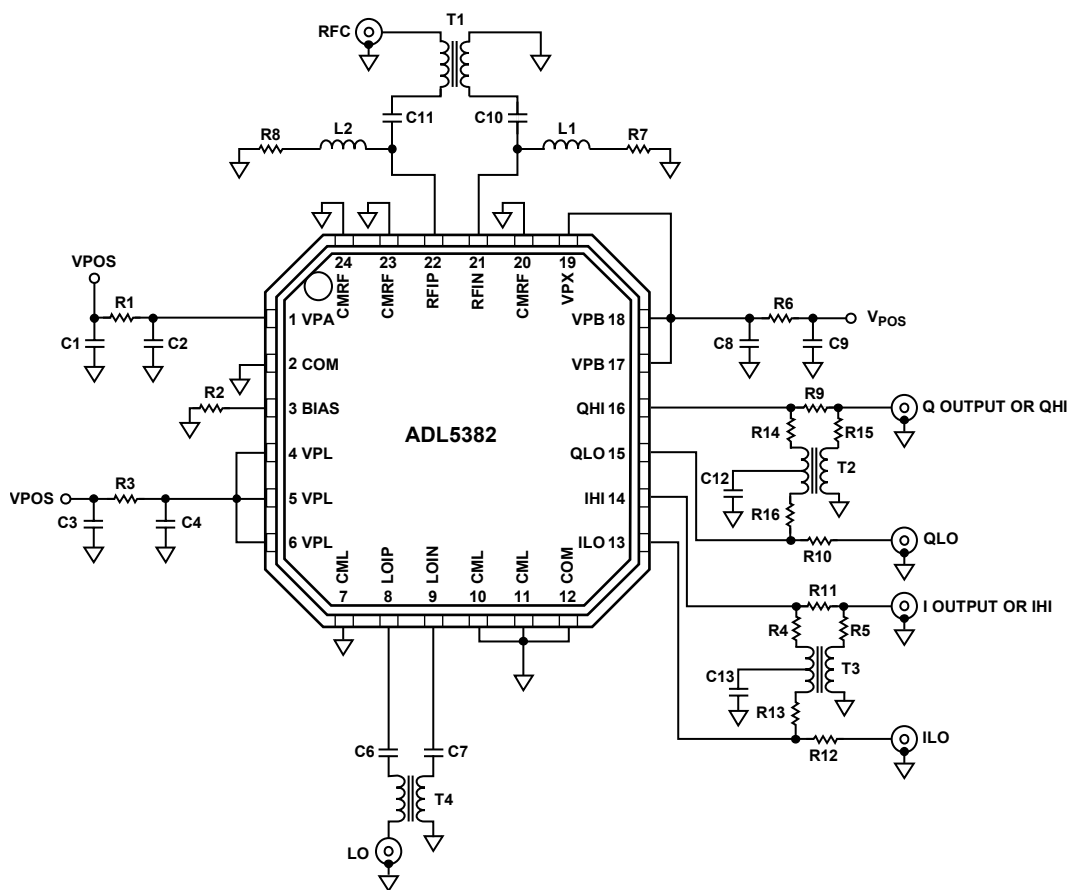 RFC
T1
C11
C10
R8
L2
L1
R7
VPOS
R1
C1
C2
24
23
22
21
20
19
CMRF
CMRF
RFIP
RFIN
CMRF
VPX
1 VPA
2 COM
3 BIAS
4 VPL
5 VPL
6 VPL
R2
VPOS
R3
C3
C4
ADL5382
VPB 18
VPB 17
QHI 16
QLO 15
IHI 14
ILO 13
CML
LOIP
LOIN
CML
CML
COM
7
8
9
10
11
12
R6
VPOS
C8
C9
R9
Q OUTPUT OR QHI
R14
R15
C12
T2
R16
R10
QLO
R11
I OUTPUT OR IHI
R4
R5
C13
T3
R13
R12
ILO
C6
C7
T4
LO